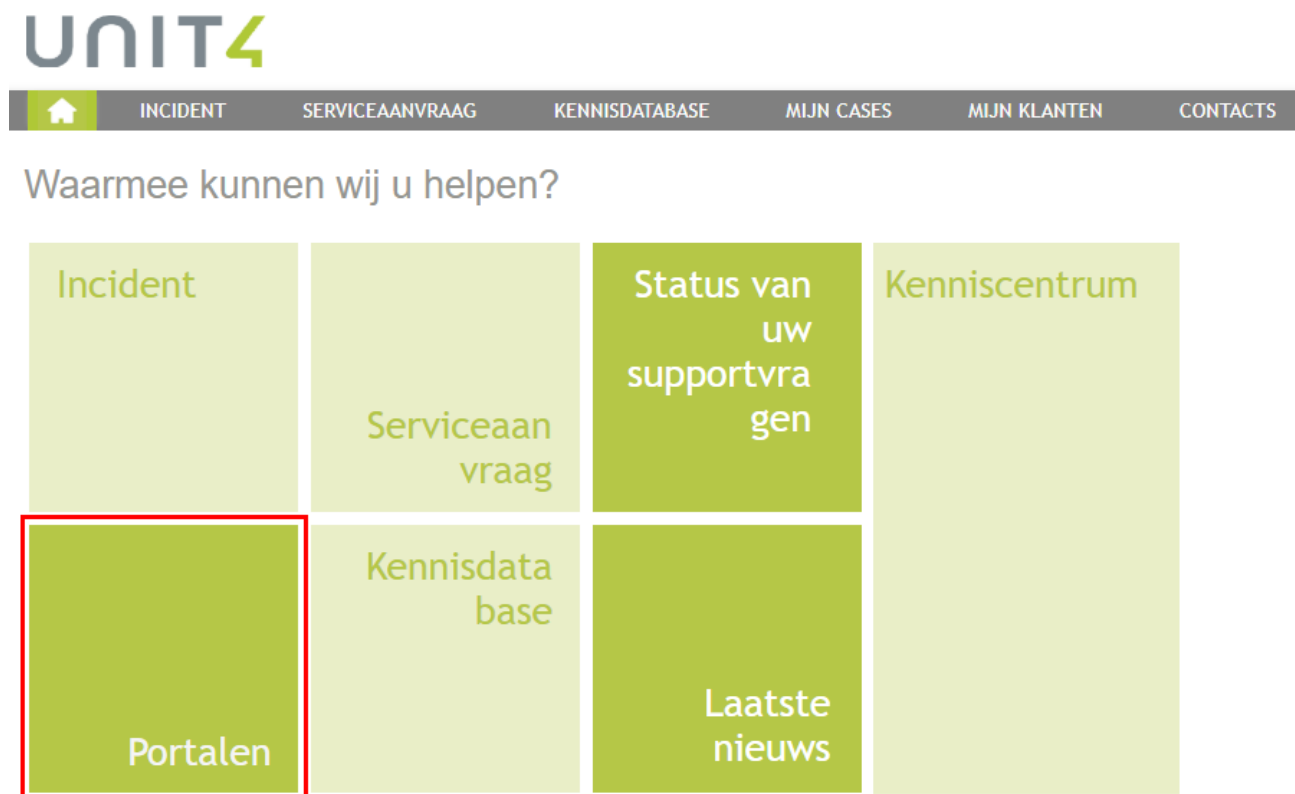 UNIT4
INCIDENT SERVICEAANVRAAG KENNISDATABASE MIJN CASES MIJN KLANTEN CONTACTS
Waarmee kunnen wij u helpen?
Incident
Serviceaan
vraag
Status van
uw
supportvra
gen
Kenniscentrum
Portalen
Kennisdata
base
Laatste
nieuws